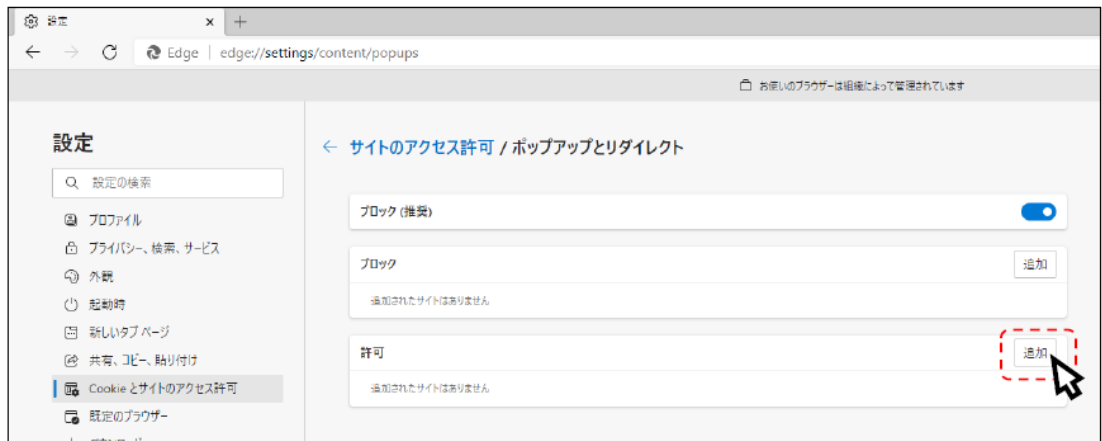 設定
Edge | edge://settings/content/popups
お使いのブラウザーは組織によって管理されています
設定
設定の検索
プロファイル
プライバシー、検索、サービス
外観
起動時
新しいタブ ページ
共有、コピー、貼り付け
Cookie とサイトのアクセス許可
既定のブラウザー
サイトのアクセス許可 / ポップアップとリダイレクト
ブロック (推奨)
ブロック
追加
追加されたサイトはありません
許可
追加
追加されたサイトはありません